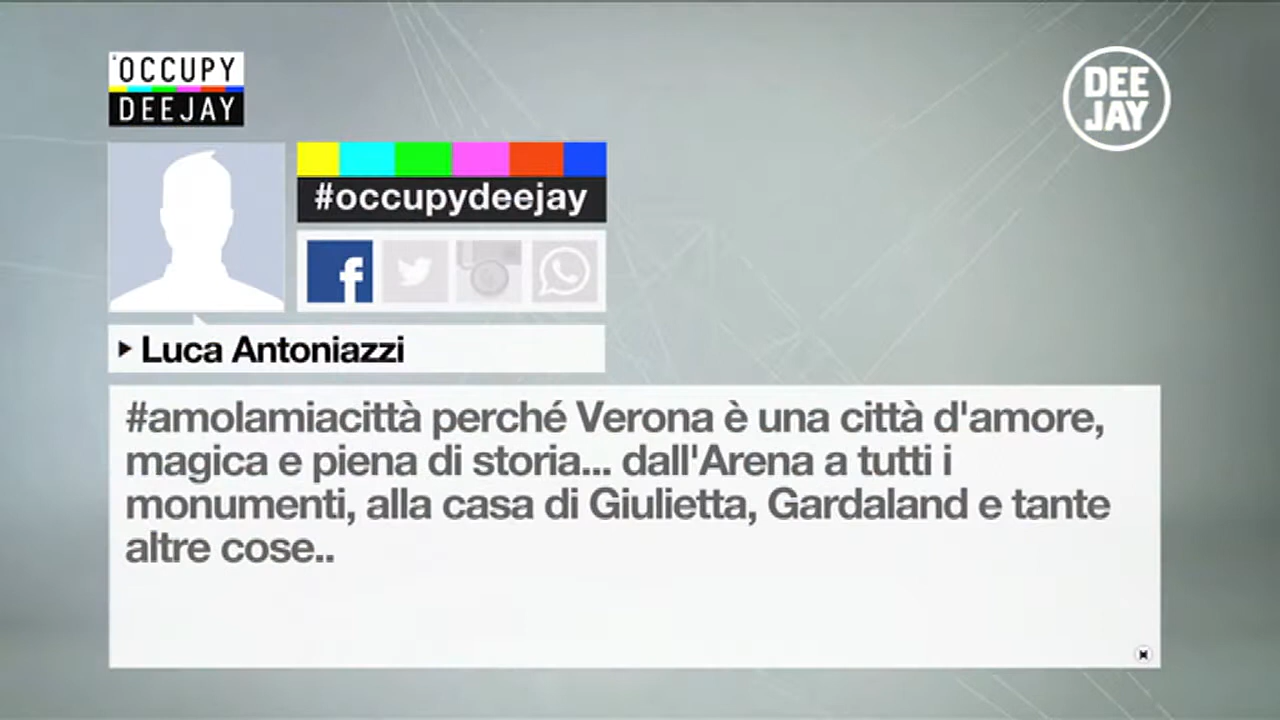 OCCUPY
DEEJAY
DEE
JAY
#occupydeejay
f
Luca Antoniazzi
#amolamiacittà perché Verona è una città d'amore,
magica e piena di storia... dall'Arena a tutti i
monumenti, alla casa di Giulietta, Gardaland e tante
altre cose..